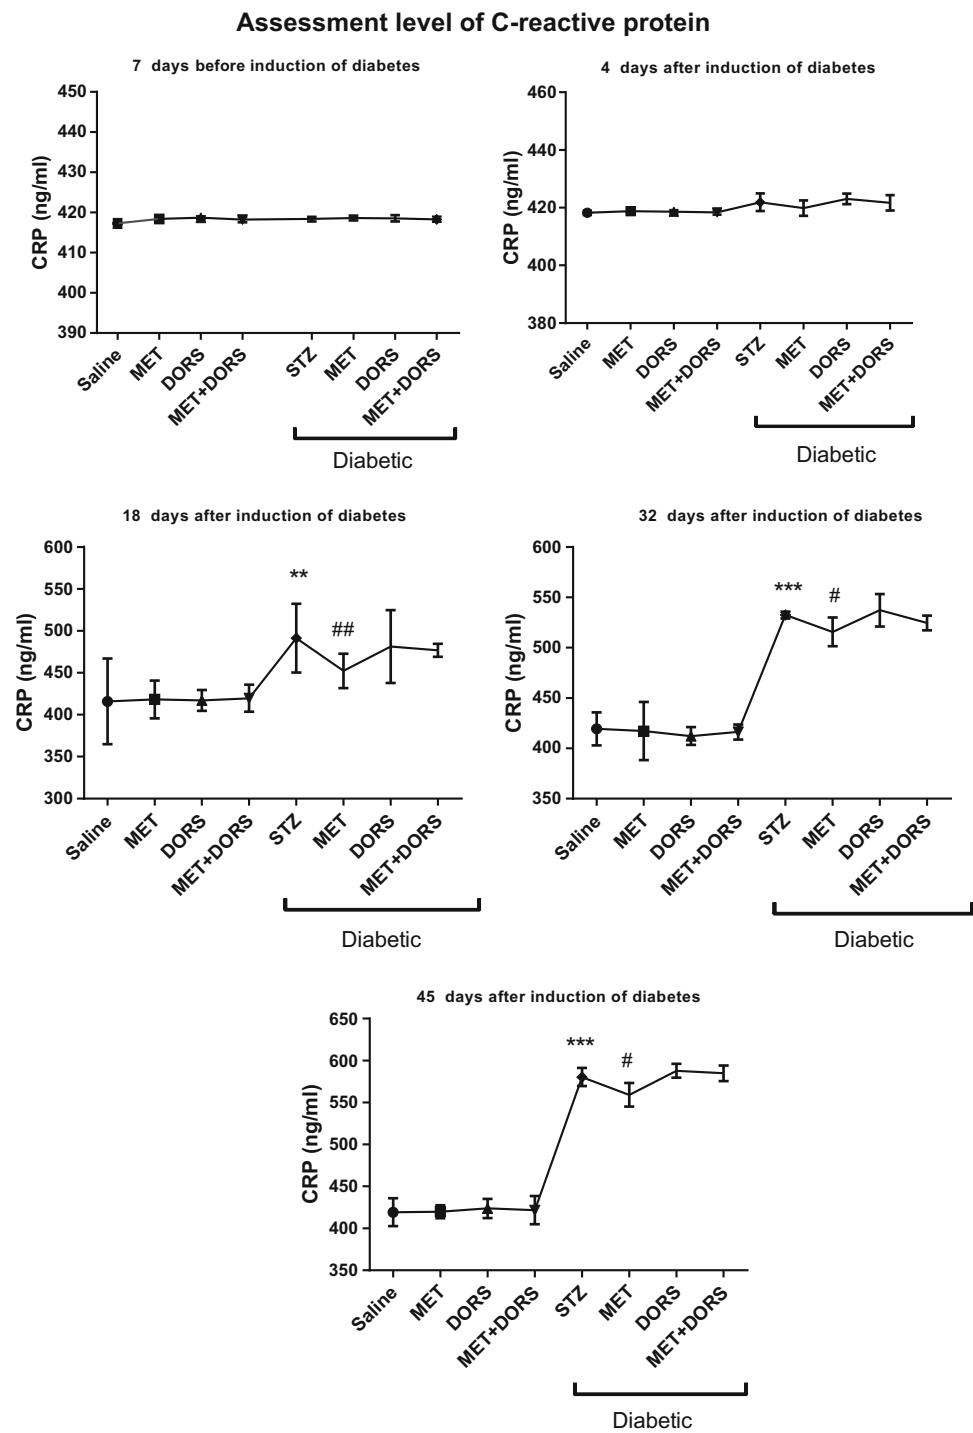 Assessment level of C-reactive protein
7 days before induction of diabetes
CRP (ng/ml)
450
440
430
420
410
400
390
Saline
MET
DORS
MET+DORS
STZ
MET
DORS
MET+DORS
Diabetic
4 days after induction of diabetes
CRP (ng/ml)
460
440
420
400
380
Saline
MET
DORS
MET+DORS
STZ
MET
DORS
MET+DORS
Diabetic
18 days after induction of diabetes
CRP (ng/ml)
600
550
500
450
400
350
300
**
##
Saline
MET
DORS
MET+DORS
STZ
MET
DORS
MET+DORS
Diabetic
32 days after induction of diabetes
CRP (ng/ml)
600
550
500
450
400
350
***
#
Saline
MET
DORS
MET+DORS
STZ
MET
DORS
MET+DORS
Diabetic
45 days after induction of diabetes
CRP (ng/ml)
650
600
550
500
450
400
350
***
#
Saline
MET
DORS
MET+DORS
STZ
MET
DORS
MET+DORS
Diabetic